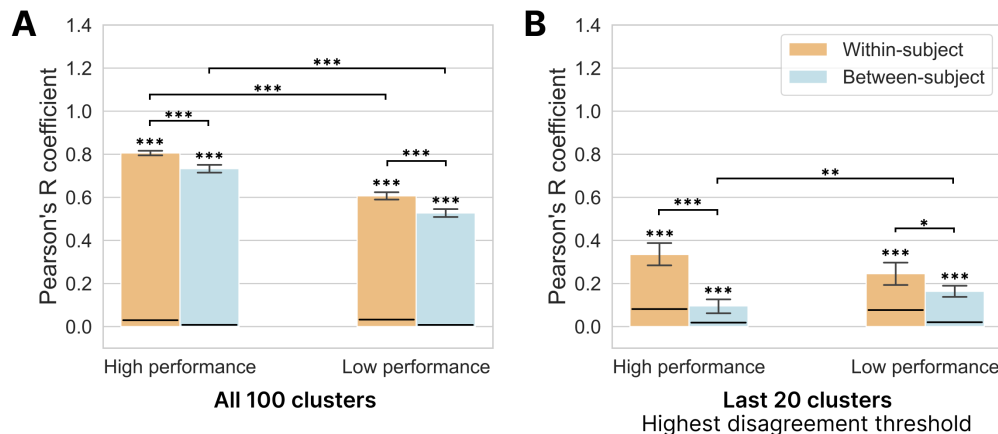 A
Pearson's R coefficient
1.4
1.2
1.0
0.8
0.6
0.4
0.2
0.0
***
***
***
***
***
***
***
***
High performance
Low performance
All 100 clusters
B
Pearson's R coefficient
1.4
1.2
1.0
0.8
0.6
0.4
0.2
0.0
Within-subject
Between-subject
**
***
*
***
***
***
***
High performance
Low performance
Last 20 clusters
Highest disagreement threshold